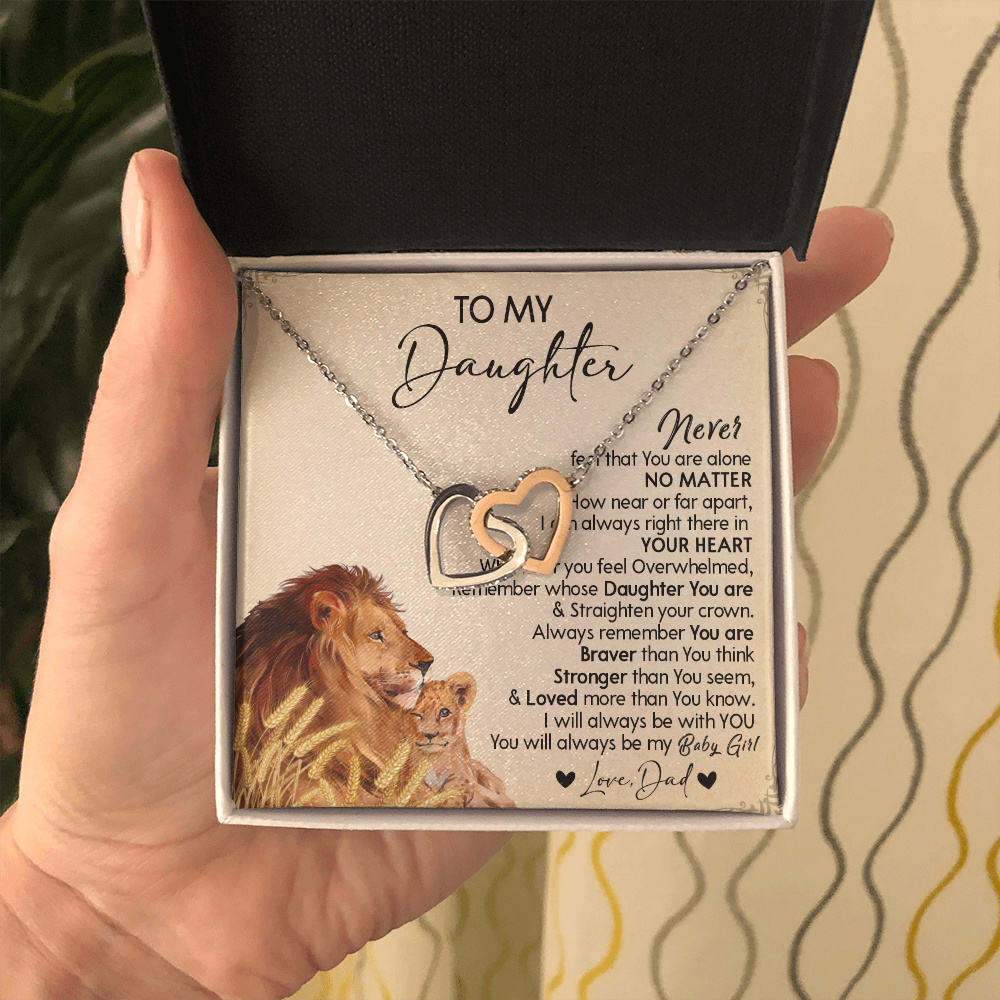 TO MY
Daughter
Never
feel that You are alone
NO MATTER
How near or far apart,
I am always right there in
YOUR HEART
you feel Overwhelmed,
Remember whose Daughter You are
& Straighten your crown.
Always remember You are
Braver than You think
Stronger than You seem,
& Loved more than You know.
I will always be with YOU
You will always be my Baby Girl
Love, Dad